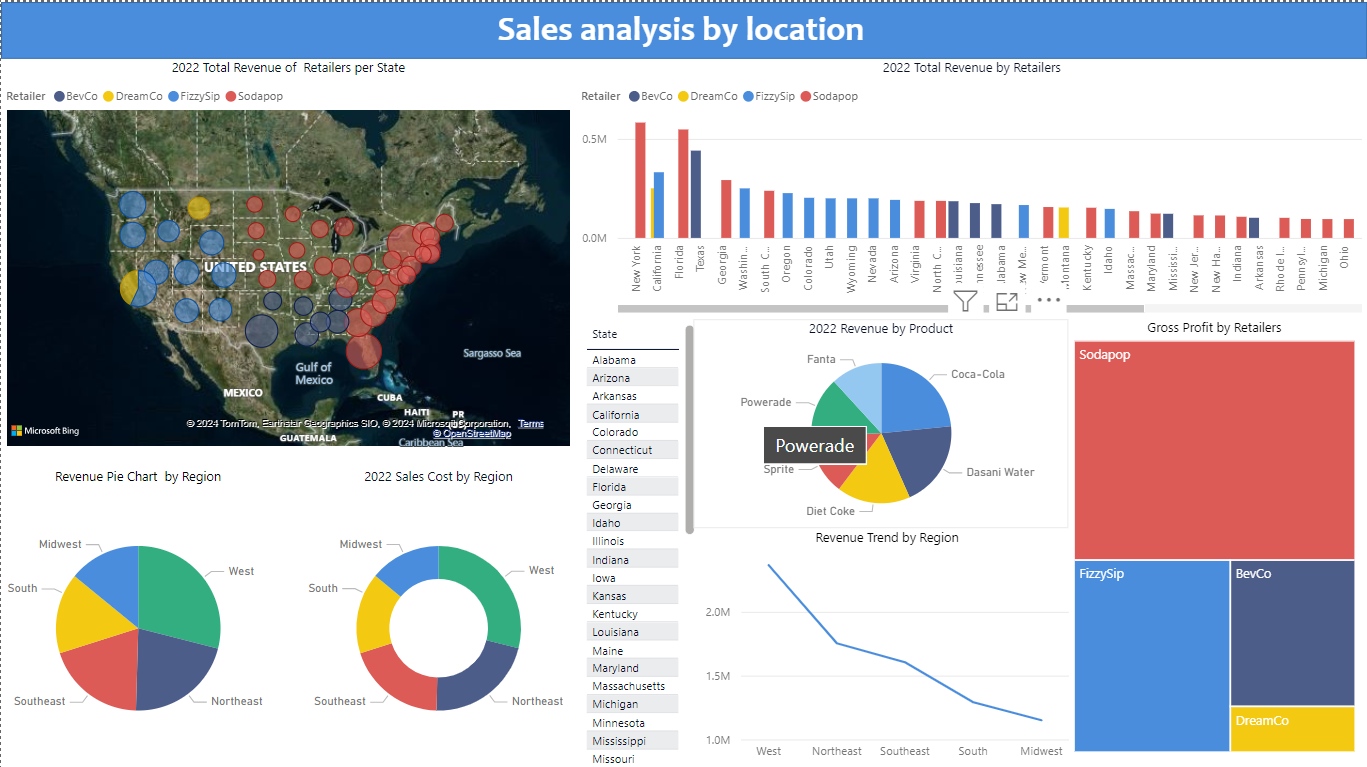 Sales analysis by location
2022 Total Revenue of Retailers per State
Retailer BevCo DreamCo FizzySip Sodapop
UNITED STATES
Sargasso Sea
Gulf of
Mexico
MEXICO
CUBA
HAITI
PR
GUATEMALA
Caribbean Sea
Microsoft Bing
© 2024 TomTom, Earthstar Geographics SIO, © 2024 Microsoft Corporation,
Terms
© OpenStreetMap
2022 Total Revenue by Retailers
Retailer BevCo DreamCo FizzySip Sodapop
0.5M
0.0M
New York
California
Florida
Texas
Georgia
Washin...
South C...
Oregon
Colorado
Utah
Wyoming
Nevada
Arizona
Virginia
North C...
Kentucky
Idaho
Massac...
Maryland
Mississi...
New Jer...
New Ha...
Indiana
Arkansas
Rhode I...
Pennsyl...
Michigan
Ohio
State
Alabama
Arizona
Arkansas
California
Colorado
Connecticut
Delaware
Florida
Georgia
Idaho
Illinois
Indiana
Iowa
Kansas
Kentucky
Louisiana
Maine
Maryland
Massachusetts
Michigan
Minnesota
Mississippi
Missouri
2022 Revenue by Product
Fanta
Coca-Cola
Powerade
Powerade
Sprite
Dasani Water
Diet Coke
Gross Profit by Retailers
Sodapop
FizzySip
BevCo
DreamCo
Revenue Pie Chart by Region
Midwest
West
South
Southeast
Northeast
2022 Sales Cost by Region
Midwest
West
South
Southeast
Northeast
Revenue Trend by Region
2.0M
1.5M
1.0M
West
Northeast
Southeast
South
Midwest